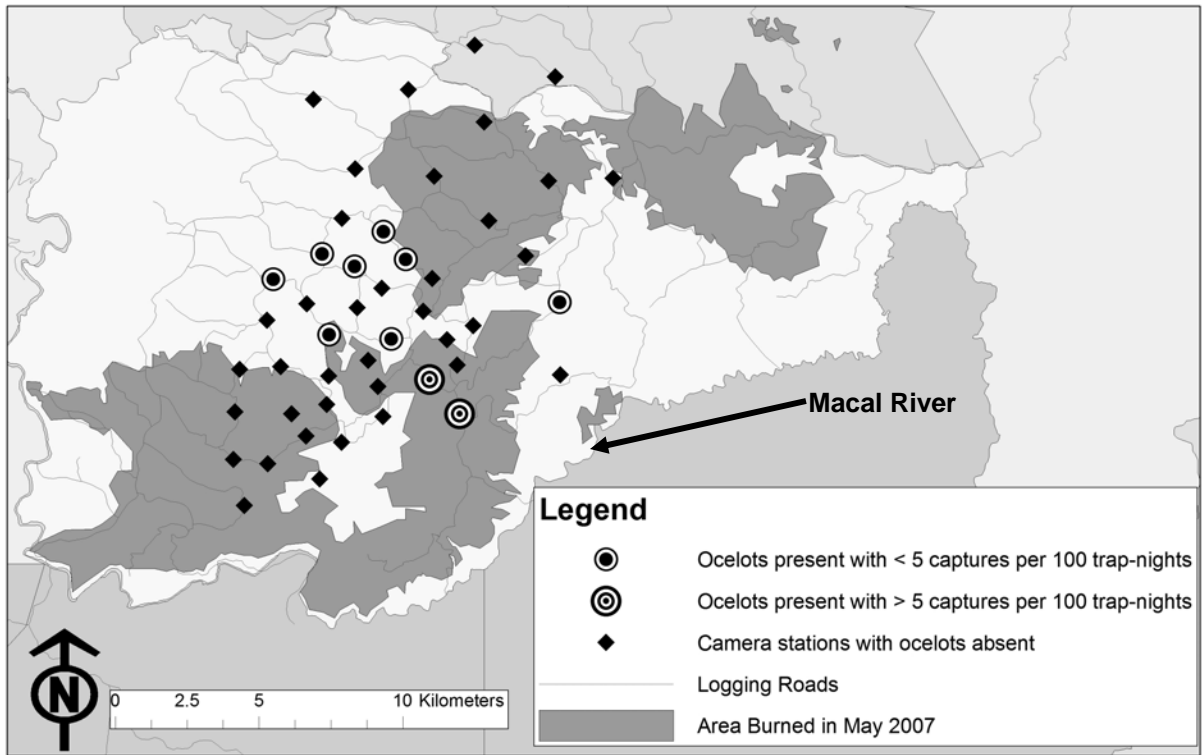 Macal River
Legend
Ocelots present with < 5 captures per 100 trap-nights
Ocelots present with > 5 captures per 100 trap-nights
Camera stations with ocelots absent
Logging Roads
Area Burned in May 2007
N
0 2.5 5 10 Kilometers